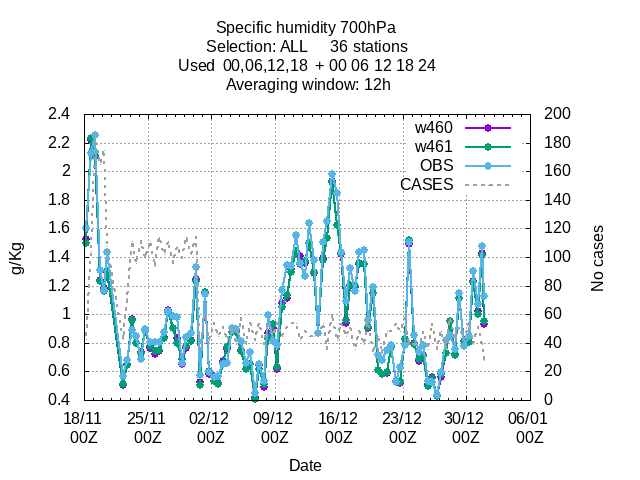 Specific humidity 700hPa
Selection: ALL 36 stations
Used 00,06,12,18 + 00 06 12 18 24
Averaging window: 12h
2.4
2.2
2
1.8
1.6
1.4
1.2
1
0.8
0.6
0.4
g/Kg
w460
w461
OBS
CASES
200
180
160
140
120
100
80
60
40
20
0
No cases
18/11 25/11 02/12 09/12 16/12 23/12 30/12 06/01
00Z 00Z 00Z 00Z 00Z 00Z 00Z 00Z
Date